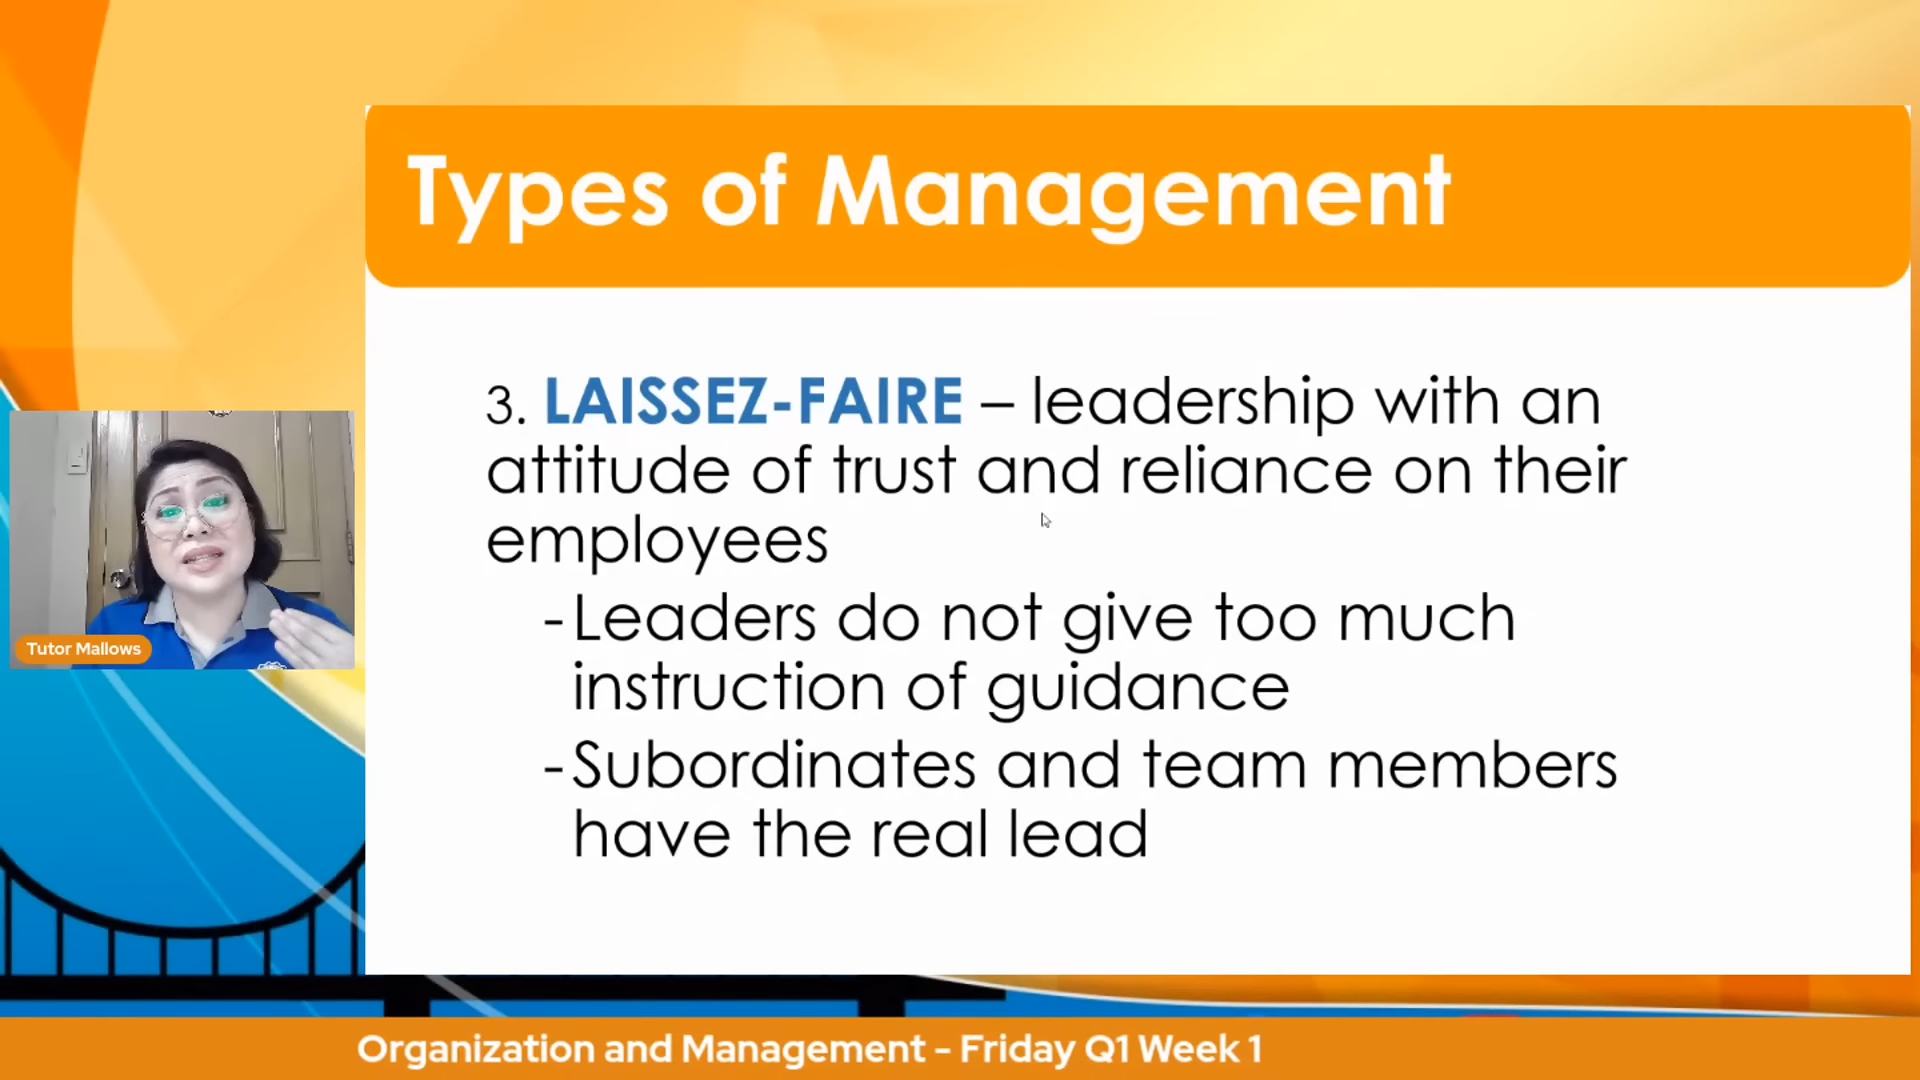 Types of Management
3. LAISSEZ-FAIRE – leadership with an
attitude of trust and reliance on their
employees
-Leaders do not give too much
instruction of guidance
-Subordinates and team members
have the real lead
Tutor Mallows
Organization and Management - Friday Q1 Week 1